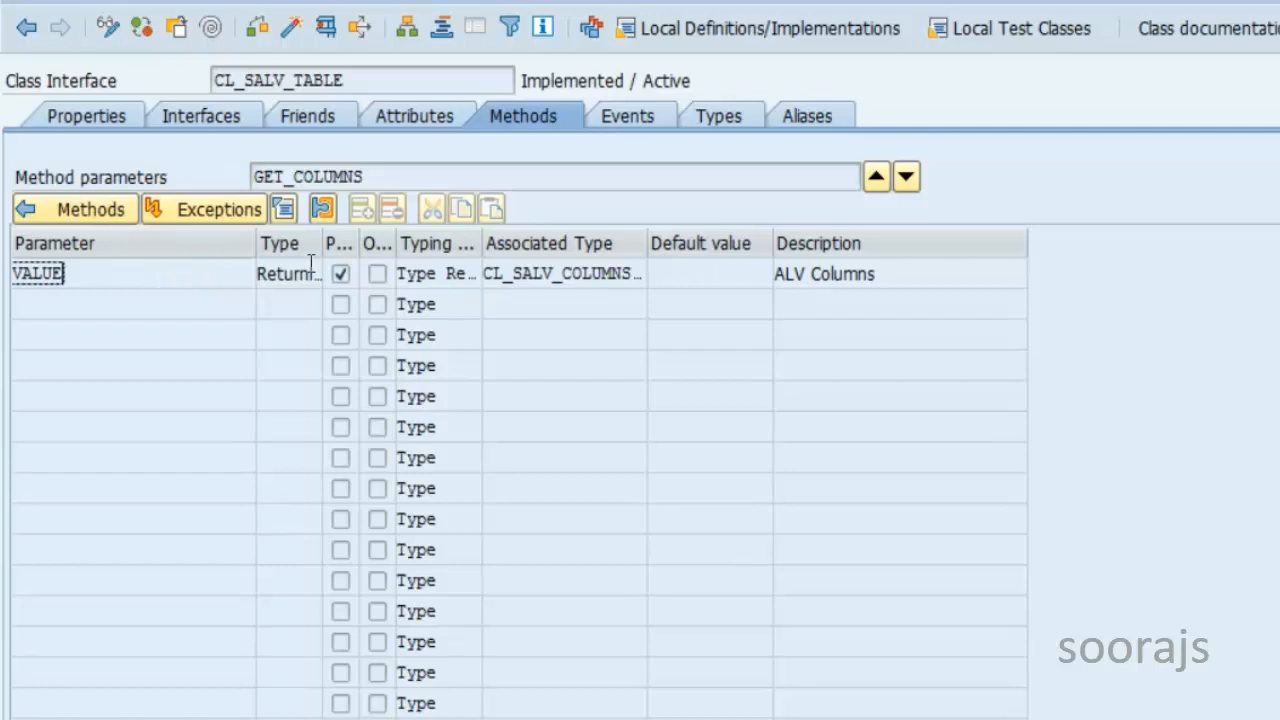 Local Definitions/Implementations Local Test Classes Class documentati
Class Interface CL_SALV_TABLE Implemented / Active
Properties Interfaces Friends Attributes Methods Events Types Aliases
Method parameters GET_COLUMNS
Methods Exceptions
Parameter Type P... O... Typing ... Associated Type Default value Description
VALUE Return... Type Re... CL_SALV_COLUMNS... ALV Columns
Type
Type
Type
Type
Type
Type
Type
Type
Type
Type
Type
Type
Type
Type
soorajs